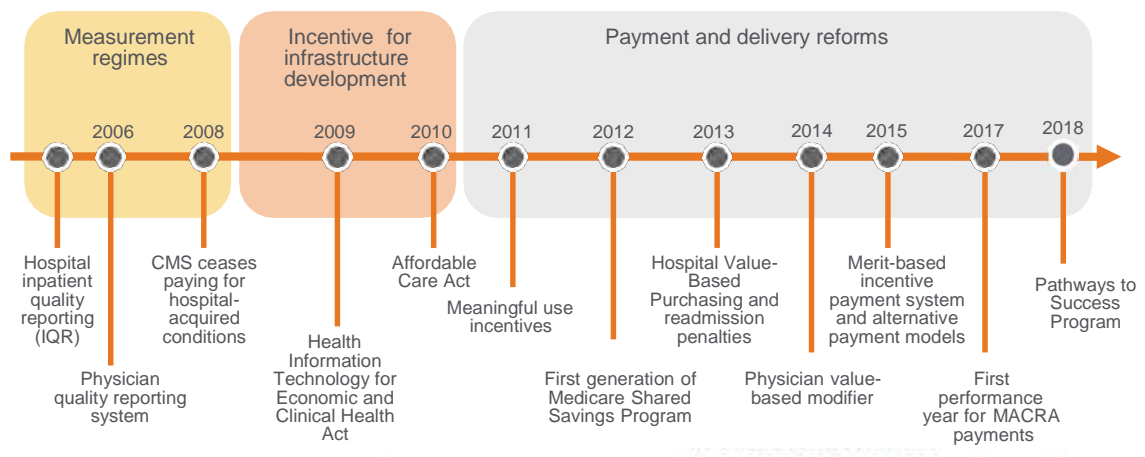 Measurement
regimes
Incentive for
infrastructure
development
Payment and delivery reforms
2006
2008
2009
2010
2011
2012
2013
2014
2015
2017
2018
Hospital
inpatient
quality
reporting
(IQR)
Physician
quality reporting
system
CMS ceases
paying for
hospital-
acquired
conditions
Health
Information
Technology for
Economic and
Clinical Health
Act
Affordable
Care Act
Meaningful use
incentives
First generation of
Medicare Shared
Savings Program
Hospital Value-
Based
Purchasing and
readmission
penalties
Physician value-
based modifier
Merit-based
incentive
payment system
and alternative
payment models
First
performance
year for MACRA
payments
Pathways to
Success
Program